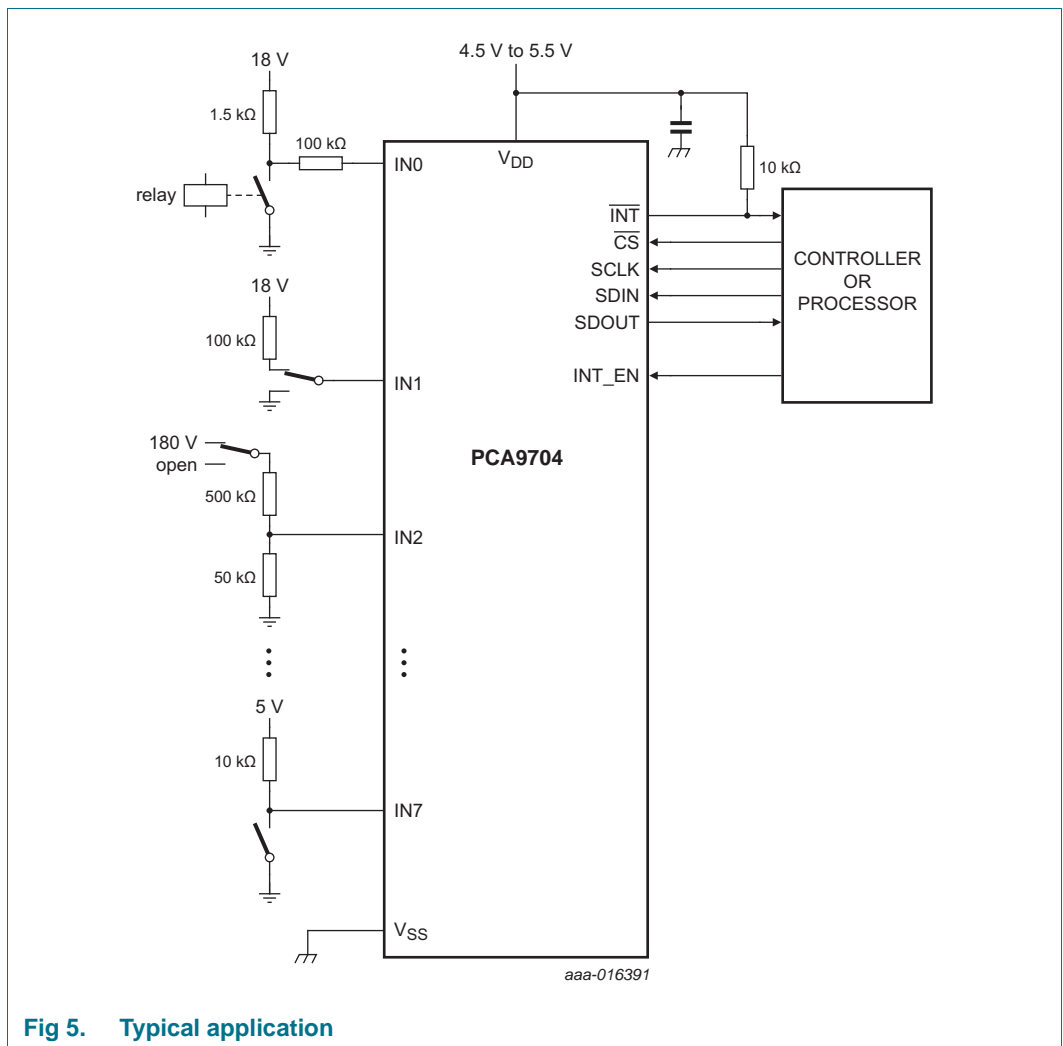 4.5 V to 5.5 V
18 V
1.5 kΩ
100 kΩ
IN0
VDD
10 kΩ
relay
INT
CS
SCLK
SDIN
SDOUT
INT_EN
CONTROLLER
OR
PROCESSOR
18 V
100 kΩ
IN1
180 V
open
500 kΩ
IN2
50 kΩ
PCA9704
5 V
10 kΩ
IN7
VSS
aaa-016391
Fig 5. Typical application